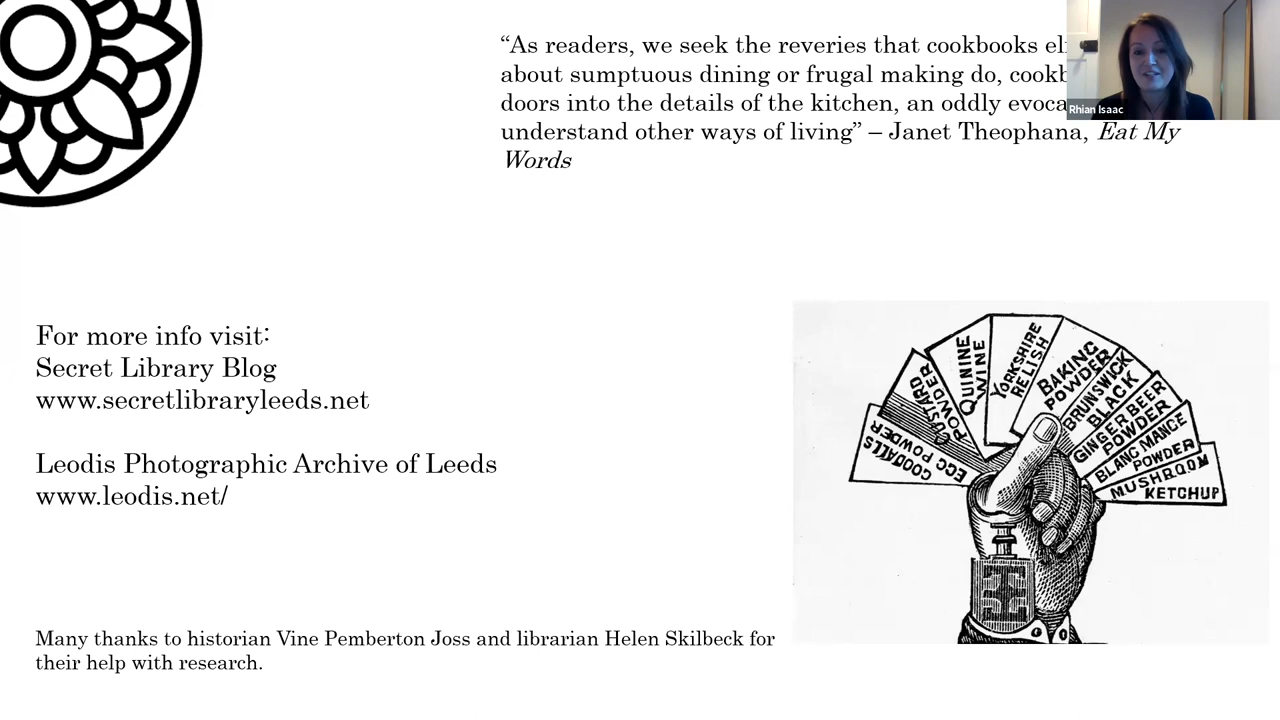 “As readers, we seek the reveries that cookbooks
about sumptuous dining or frugal making do,
doors into the details of the kitchen, an oddly
understand other ways of living” – Janet Theophana, Eat My
Words
Rhian Isaac
For more info visit:
Secret Library Blog
www.secretlibraryleeds.net
Leodis Photographic Archive of Leeds
www.leodis.net/
GOODALLS
EGG POWDER
CUSTARD
POWDER
QUININE
WINE
YORKSHIRE
RELISH
BAKING
POWDER
BRUNSWICK
BLACK
GINGER BEER
POWDER
BLANC MANGE
POWDER
MUSHROOM
KETCHUP
Many thanks to historian Vine Pemberton Joss and librarian Helen Skilbeck for
their help with research.